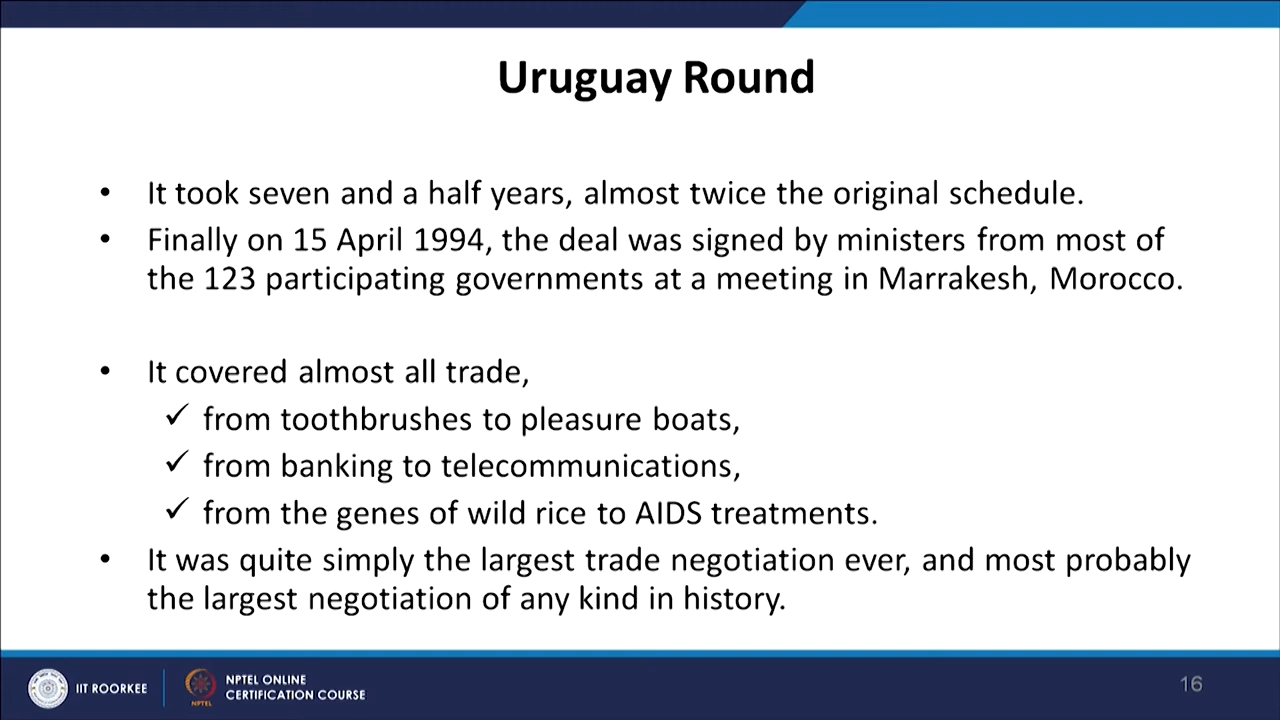 Uruguay Round
• It took seven and a half years, almost twice the original schedule.
• Finally on 15 April 1994, the deal was signed by ministers from most of
the 123 participating governments at a meeting in Marrakesh, Morocco.
• It covered almost all trade,
✓ from toothbrushes to pleasure boats,
✓ from banking to telecommunications,
✓ from the genes of wild rice to AIDS treatments.
• It was quite simply the largest trade negotiation ever, and most probably
the largest negotiation of any kind in history.
IIT ROORKEE
NPTEL
NPTEL ONLINE
CERTIFICATION COURSE
16